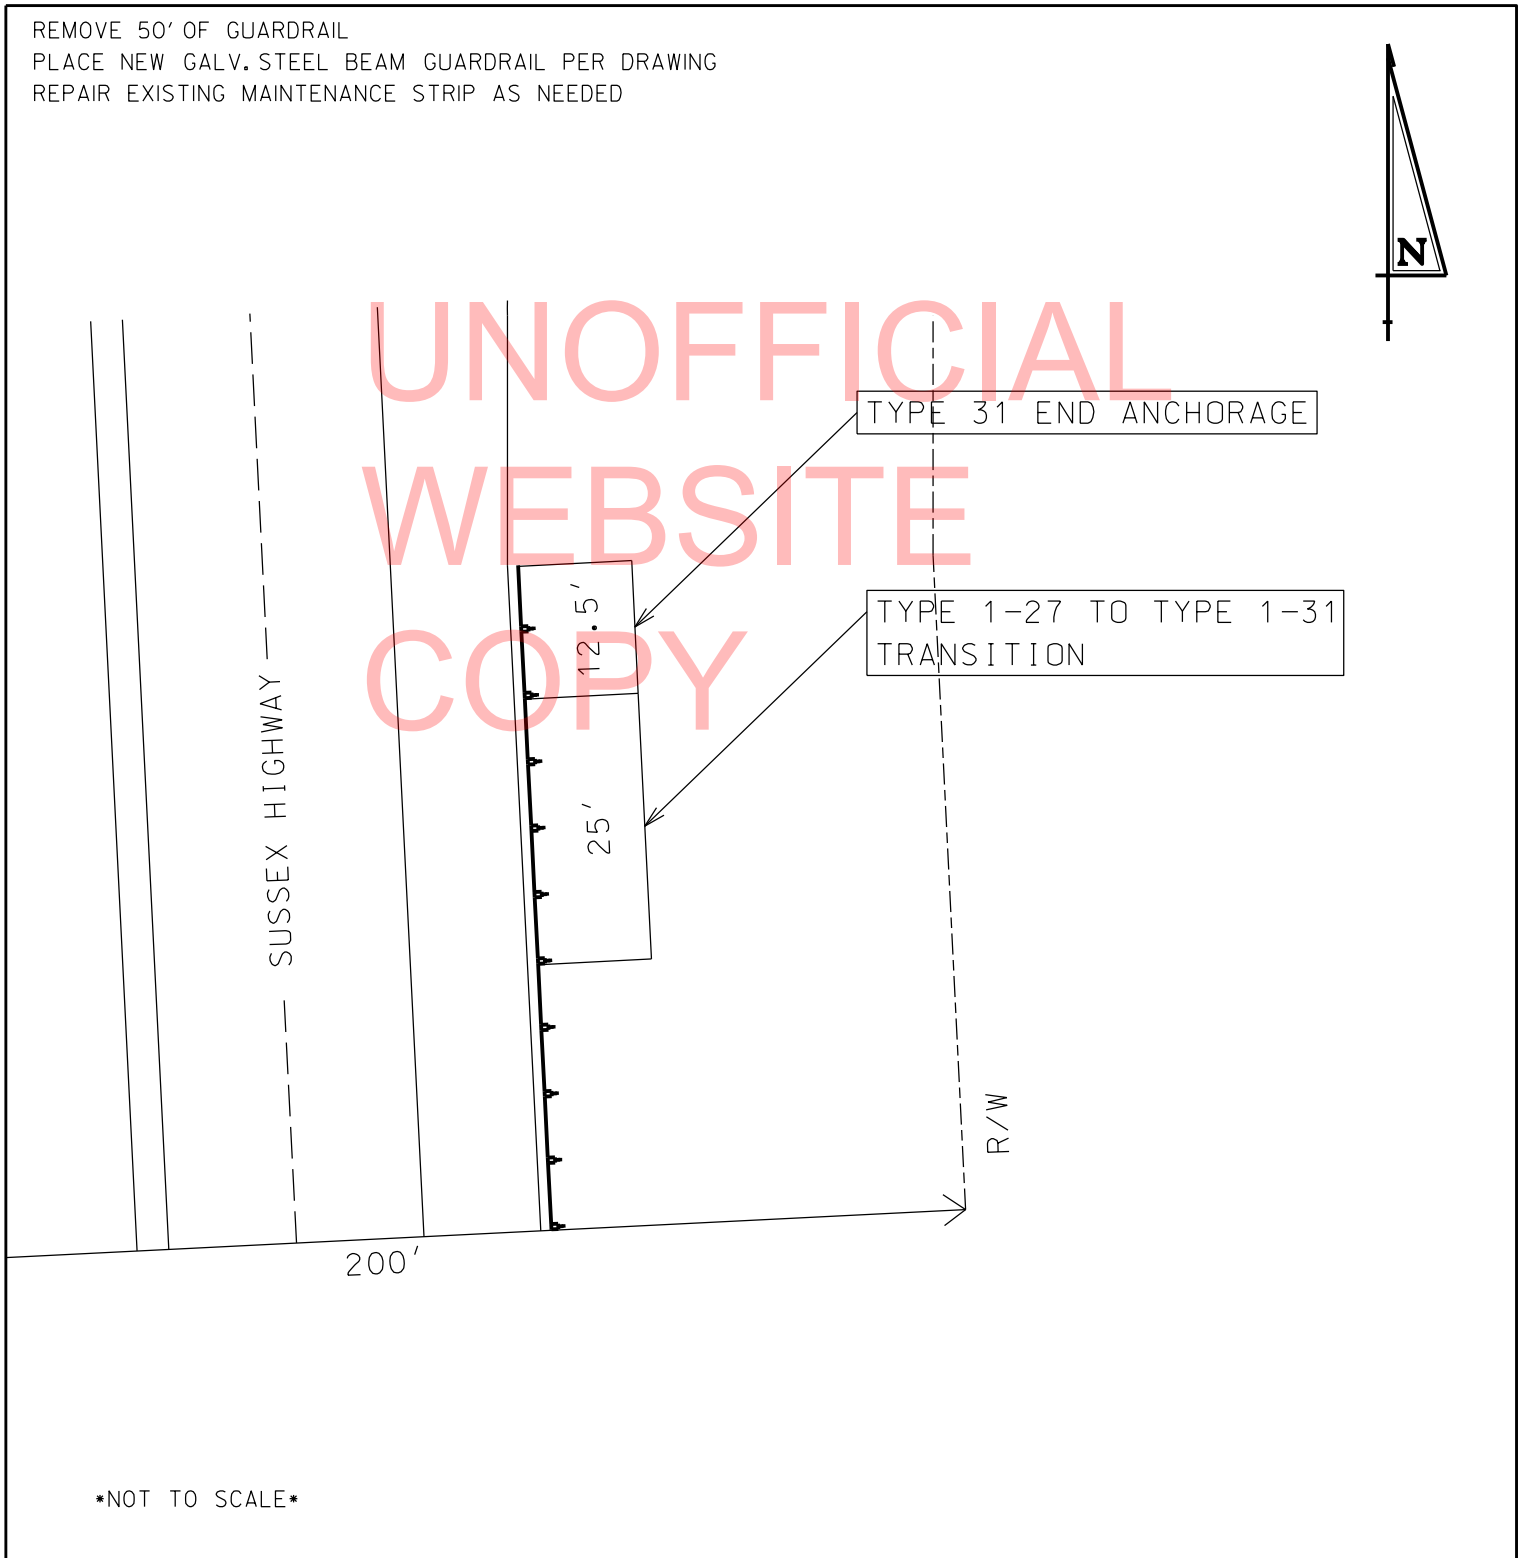 REMOVE 50' OF GUARDRAIL
PLACE NEW GALV. STEEL BEAM GUARDRAIL PER DRAWING
REPAIR EXISTING MAINTENANCE STRIP AS NEEDED
N
UNOFFICIAL
TYPE 31 END ANCHORAGE
WEBSITE
12.5'
TYPE 1-27 TO TYPE 1-31
TRANSITION
COPY
SUSSEX HIGHWAY
25'
R/W
200'
*NOT TO SCALE*